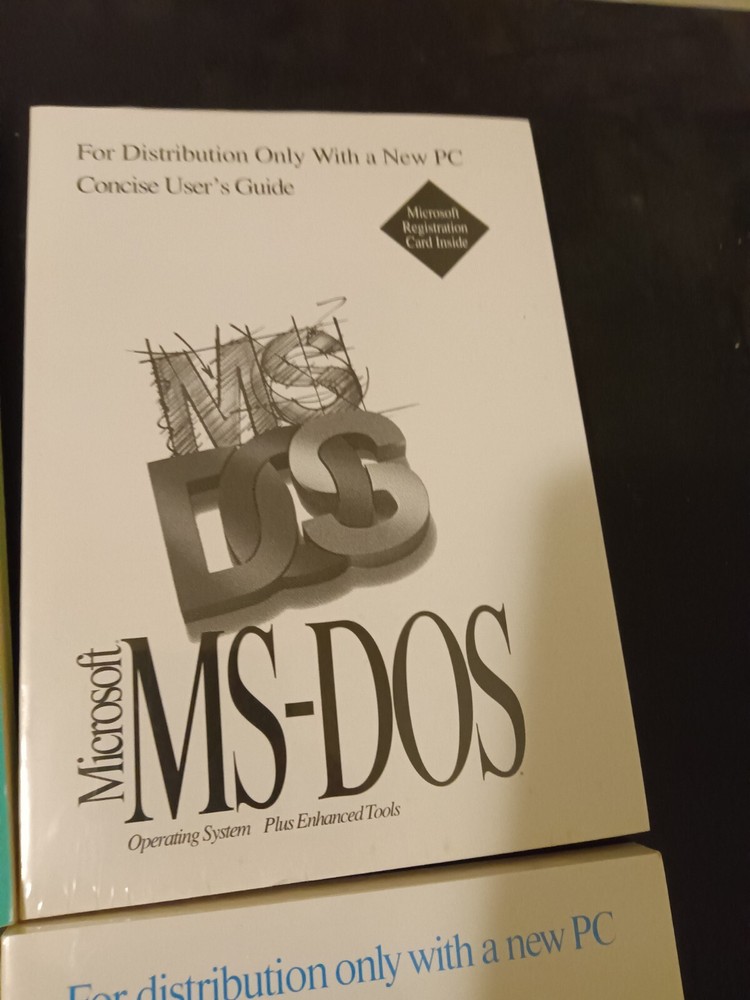 For Distribution Only With a New PC
Concise User's Guide
Microsoft
Registration
Card Inside
MS
DOS
Microsoft
MS-DOS
Operating System Plus Enhanced Tools
For distribution only with a new PC